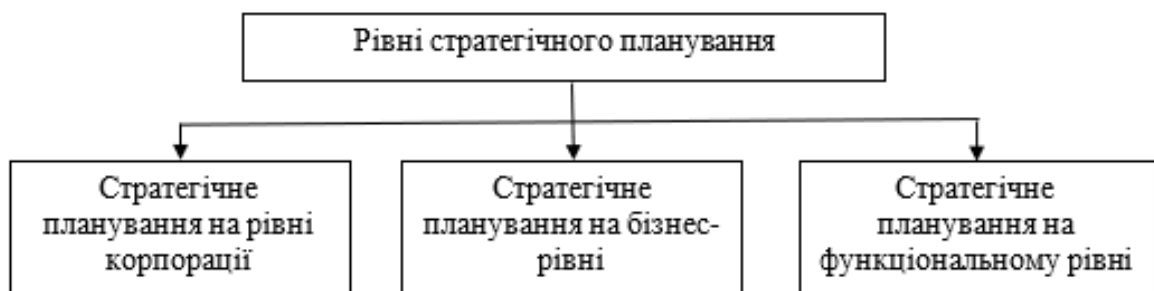 Рівні стратегічного планування
Стратегічне
планування на рівні
корпорації
Стратегічне
планування на бізнес-
рівні
Стратегічне
планування на
функціональному рівні